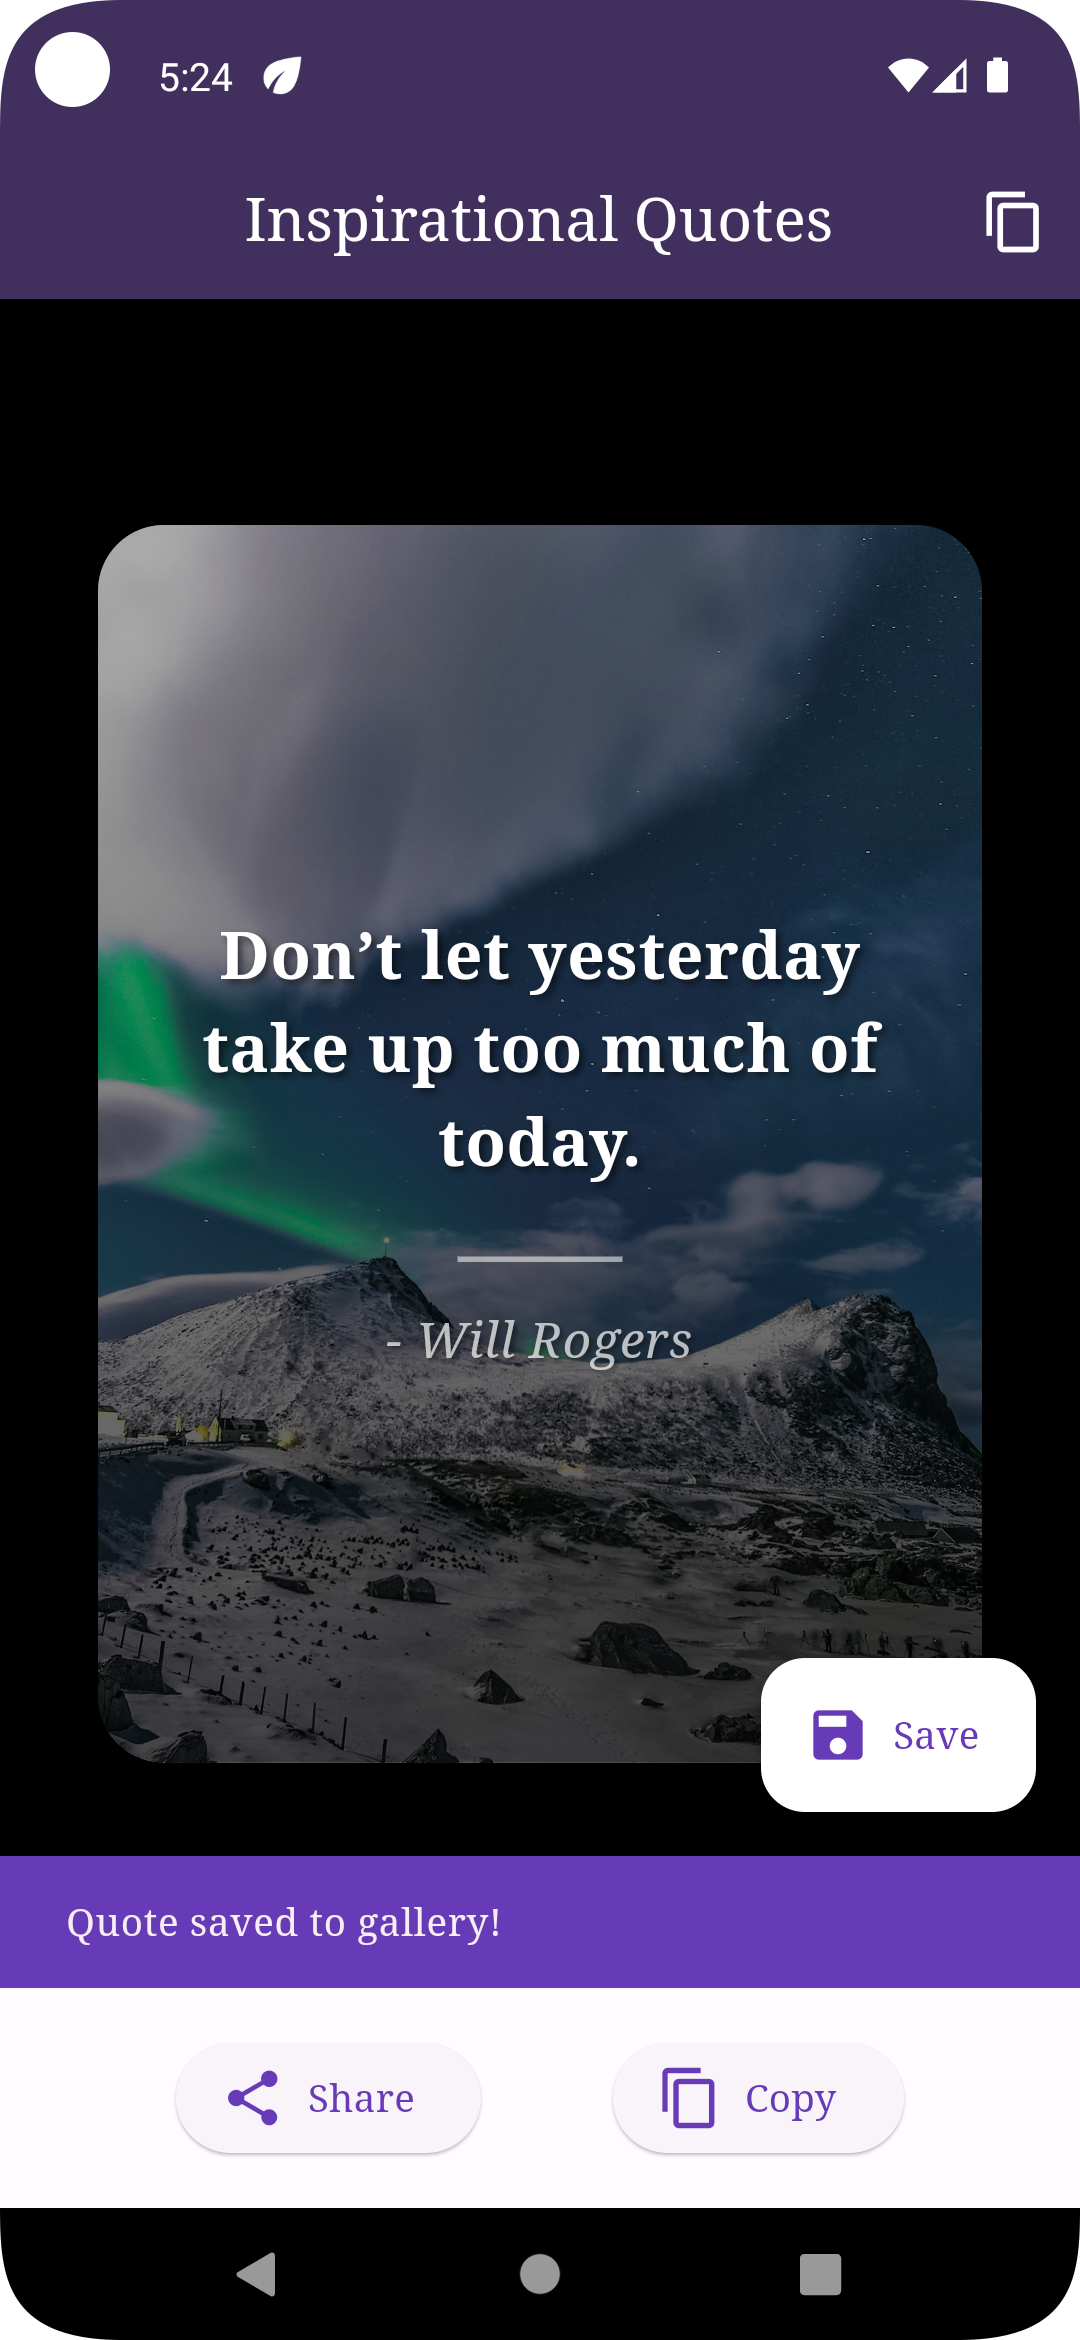 5:24
Inspirational Quotes
Don’t let yesterday
take up too much of
today.
- Will Rogers
Save
Quote saved to gallery!
Share
Copy